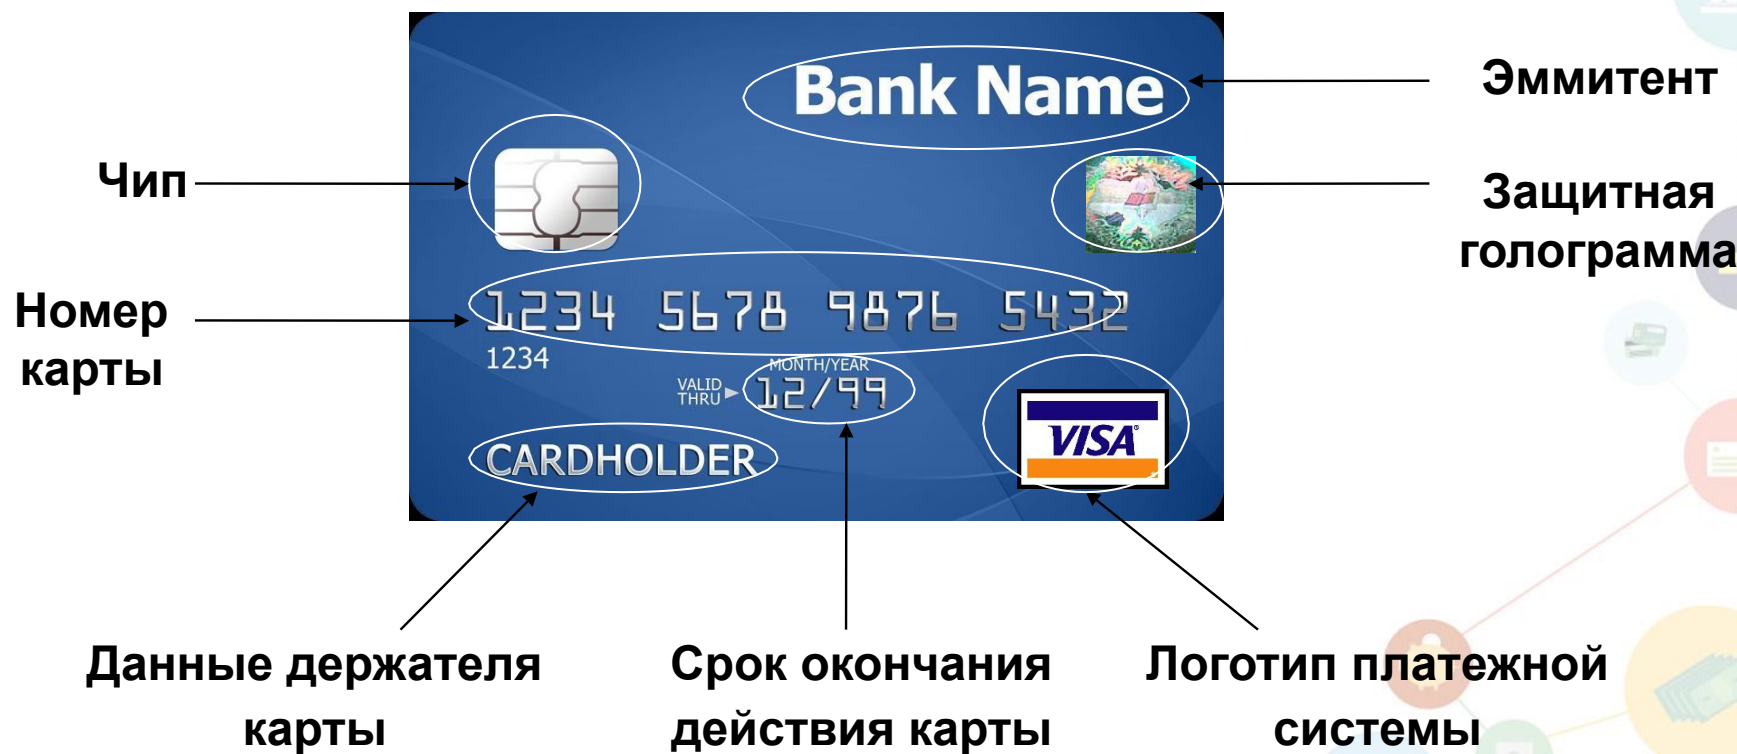 Bank Name
Эммитент
Чип
Защитная
голограмма
Номер
карты
1234 5678 9876 5432
1234
MONTH/YEAR
VALID
THRU
12/99
VISA
CARDHOLDER
Данные держателя
карты
Срок окончания
действия карты
Логотип платежной
системы